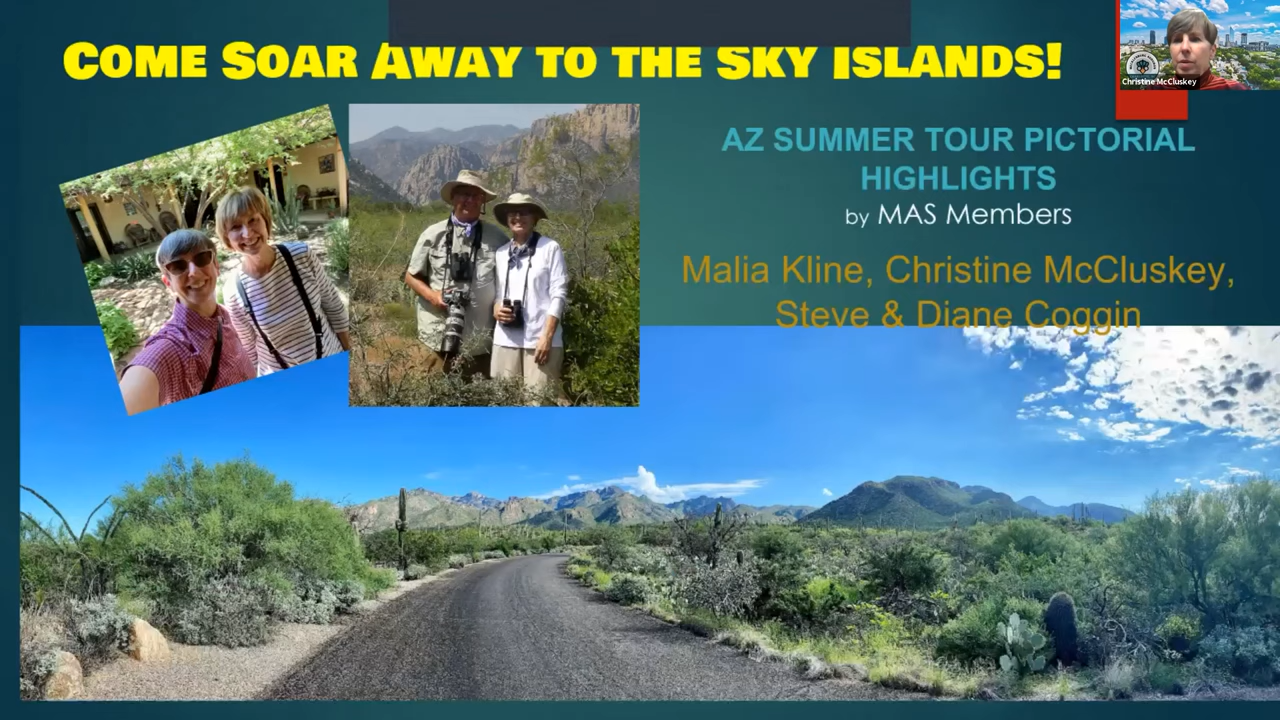 COME SOAR AWAY TO THE SKY ISLANDS!
Christine McCluskey
AZ SUMMER TOUR PICTORIAL
HIGHLIGHTS
by MAS Members
Malia Kline, Christine McCluskey,
Steve & Diane Coggin